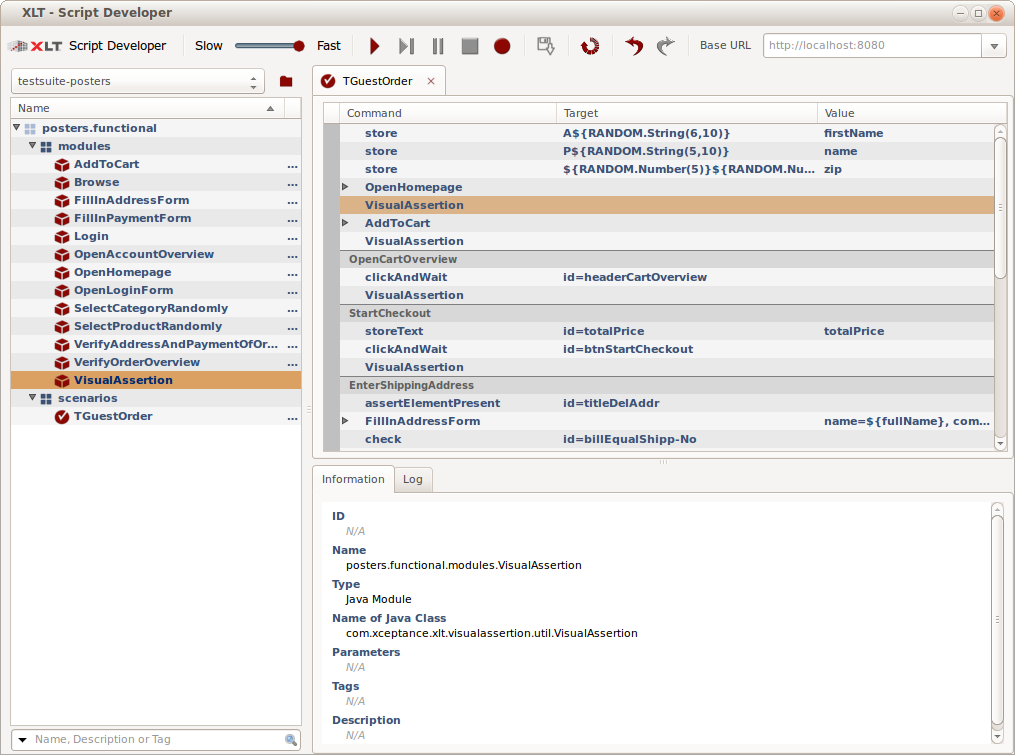 XLT - Script Developer
XLT Script Developer Slow Fast Base URL http://localhost:8080
testsuite-posters
Name
posters.functional
modules
AddToCart ...
Browse ...
FillInAddressForm ...
FillInPaymentForm ...
Login ...
OpenAccountOverview ...
OpenHomepage ...
OpenLoginForm ...
SelectCategoryRandomly ...
SelectProductRandomly ...
VerifyAddressAndPaymentOfOr... ...
VerifyOrderOverview ...
VisualAssertion
scenarios
TGuestOrder ...
Name, Description or Tag
TGuestOrder
Command Target Value
store A${RANDOM.String(6,10)} firstName
store P${RANDOM.String(5,10)} name
store ${RANDOM.Number(5)}${RANDOM.Nu... zip
OpenHomepage
VisualAssertion
AddToCart
VisualAssertion
OpenCartOverview
clickAndWait id=headerCartOverview
VisualAssertion
StartCheckout
storeText id=totalPrice totalPrice
clickAndWait id=btnStartCheckout
VisualAssertion
EnterShippingAddress
assertElementPresent id=titleDelAddr
FillInAddressForm name=${fullName}, com...
check id=billEqualShipp-No
Information Log
ID
N/A
Name
posters.functional.modules.VisualAssertion
Type
Java Module
Name of Java Class
com.xceptance.xlt.visualassertion.util.VisualAssertion
Parameters
N/A
Tags
N/A
Description
N/A